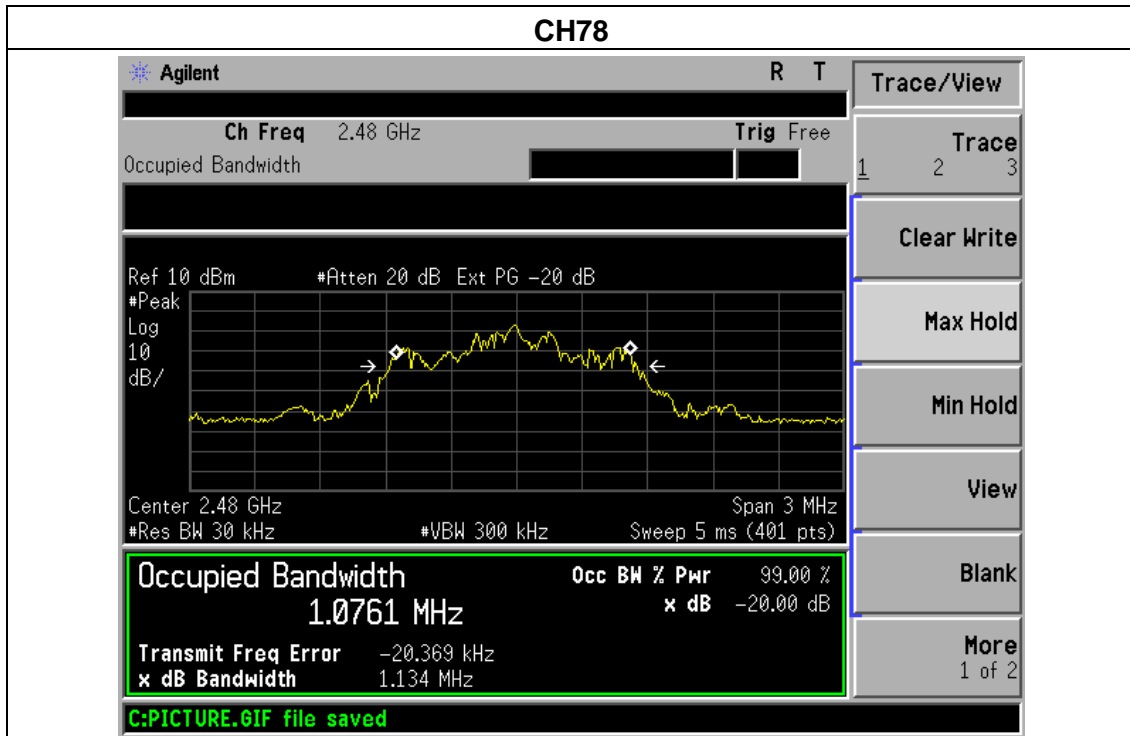 CH78
Agilent R T
Trace/View
Ch Freq 2.48 GHz Trig Free
Occupied Bandwidth
Trace
1 2 3
Clear Write
Ref 10 dBm #Atten 20 dB Ext PG -20 dB
#Peak
Log
10
dB/
Max Hold
Min Hold
View
Center 2.48 GHz Span 3 MHz
#Res BW 30 kHz #VBW 300 kHz Sweep 5 ms (401 pts)
Occupied Bandwidth Occ BW % Pwr 99.00 %
1.0761 MHz x dB -20.00 dB
Blank
Transmit Freq Error -20.369 kHz
x dB Bandwidth 1.134 MHz
More
1 of 2
C:PICTURE.GIF file saved